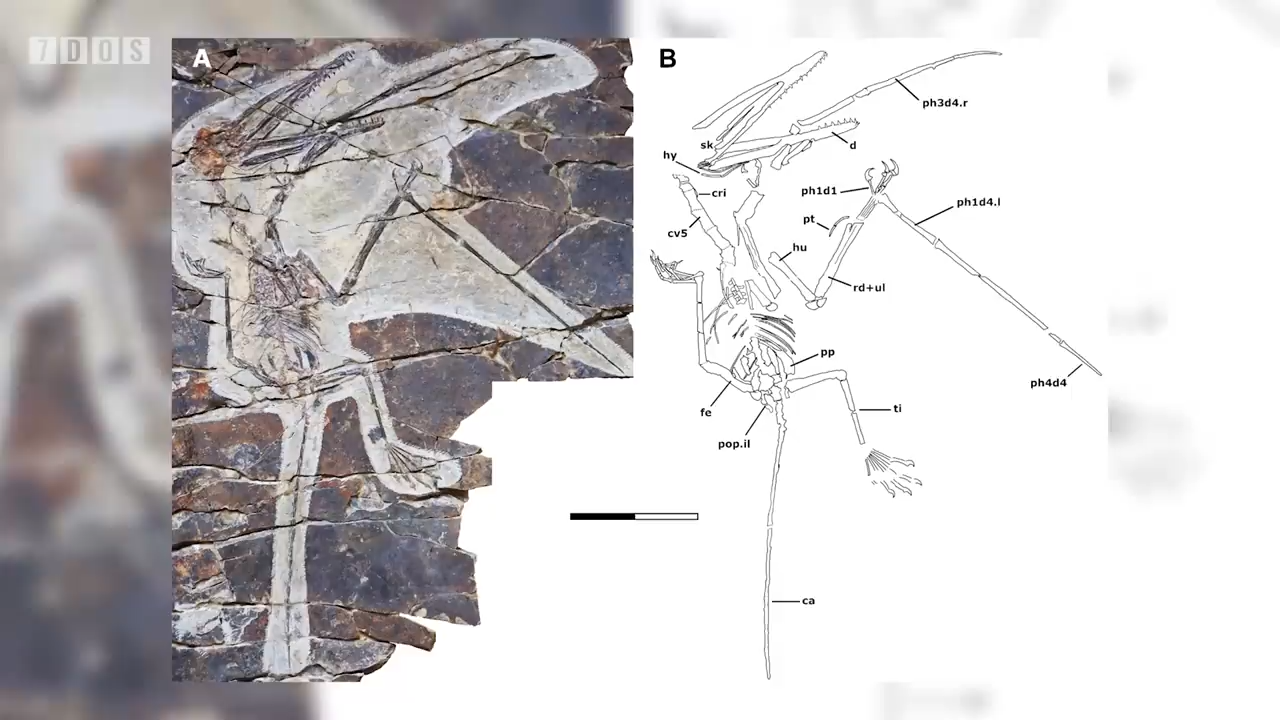 7DOS
A
B
ph3d4.r
sk
d
hy
ph1d1
cri
ph1d4.l
pt
cv5
hu
rd+ul
pp
ph4d4
fe
ti
pop.il
ca